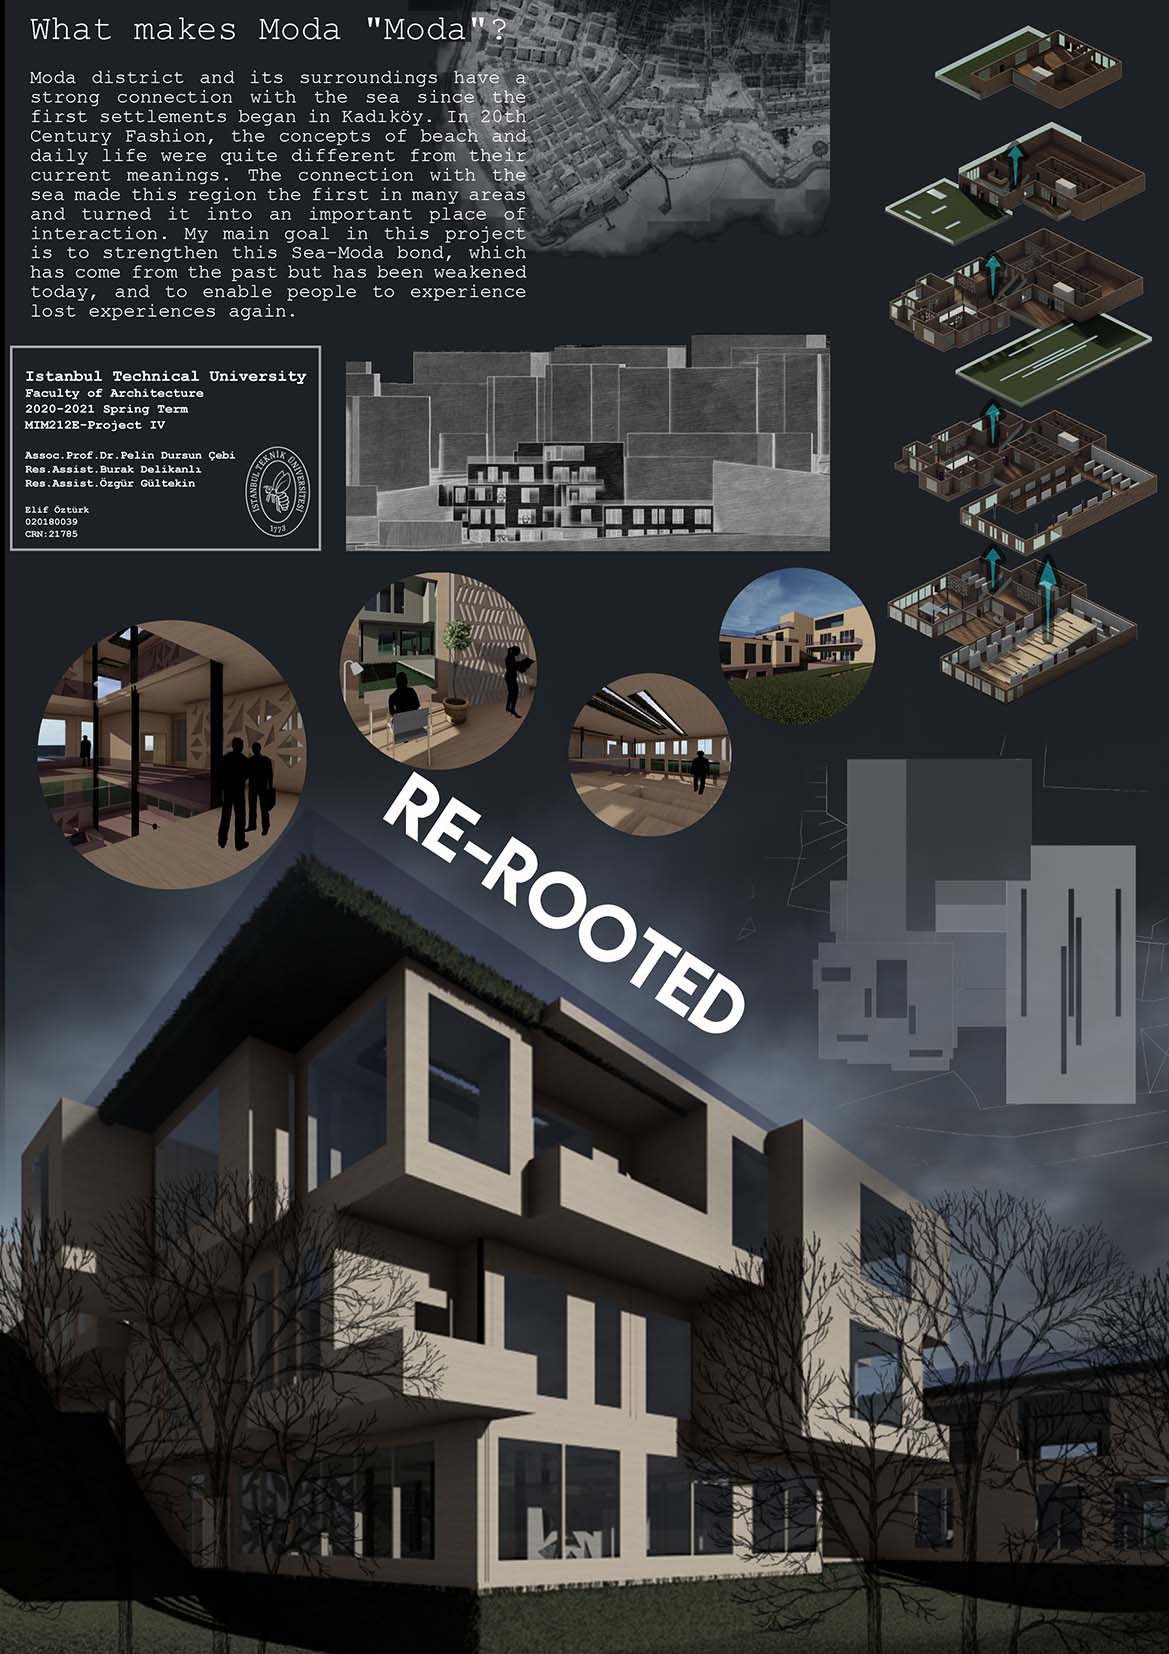 What makes Moda "Moda"?
Moda district and its surroundings have a
strong connection with the sea since the
first settlements began in Kadıköy. In 20th
Century Fashion, the concepts of beach and
daily life were quite different from their
current meanings. The connection with the
sea made this region the first in many areas
and turned it into an important place of
interaction. My main goal in this project
is to strengthen this Sea-Moda bond, which
has come from the past but has been weakened
today, and to enable people to experience
lost experiences again.
Istanbul Technical University
Faculty of Architecture
2020-2021 Spring Term
MIM212E-Project IV
Assoc.Prof.Dr.Pelin Dursun Çebi
Res.Assist.Burak Delikanlı
Res.Assist.Özgür Gültekin
Elif Öztürk
020180039
CRN:21785
İSTANBUL TEKNİK ÜNİVERSİTESİ
1773
RE-ROOTED